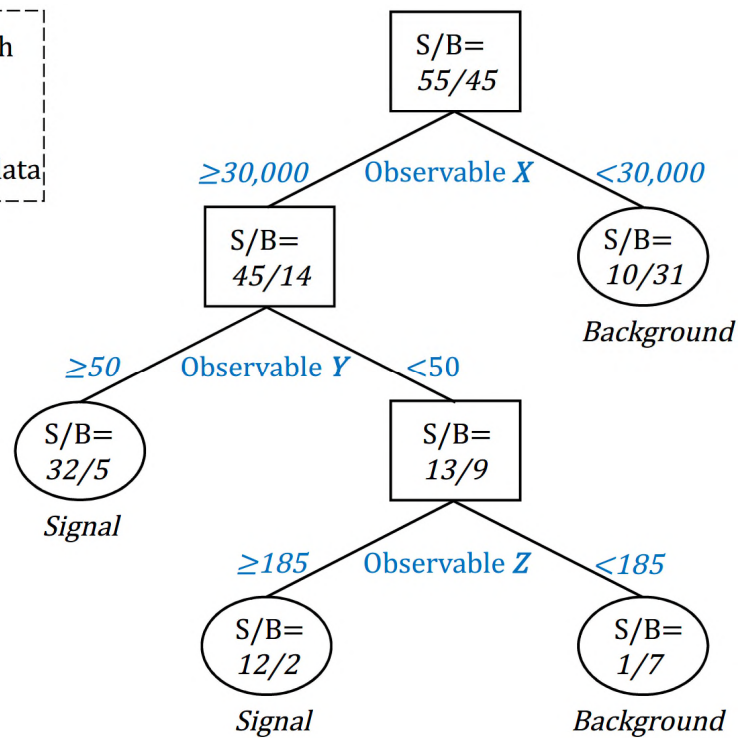 S/B=
55/45
≥30,000 Observable X <30,000
S/B=
45/14
S/B=
10/31
Background
≥50 Observable Y <50
S/B=
32/5
Signal
S/B=
13/9
≥185 Observable Z <185
S/B=
12/2
Signal
S/B=
1/7
Background